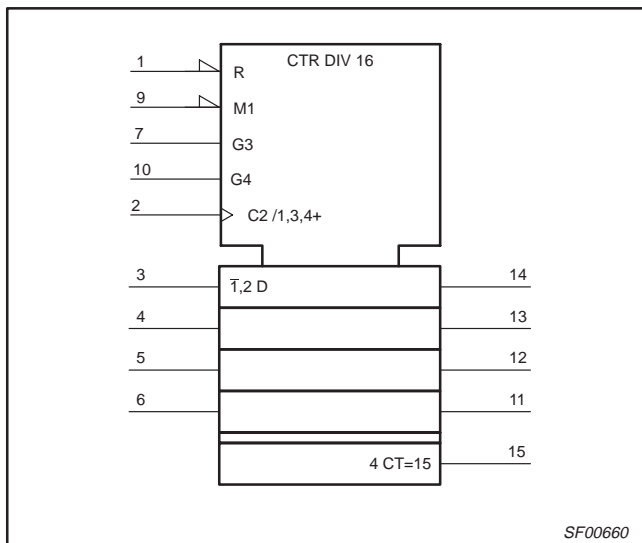 CTR DIV 16
1 R
9 M1
7 G3
10 G4
2 C2 /1,3,4+
3 1̅,2 D 14
4 13
5 12
6 11
4 CT=15 15
SF00660